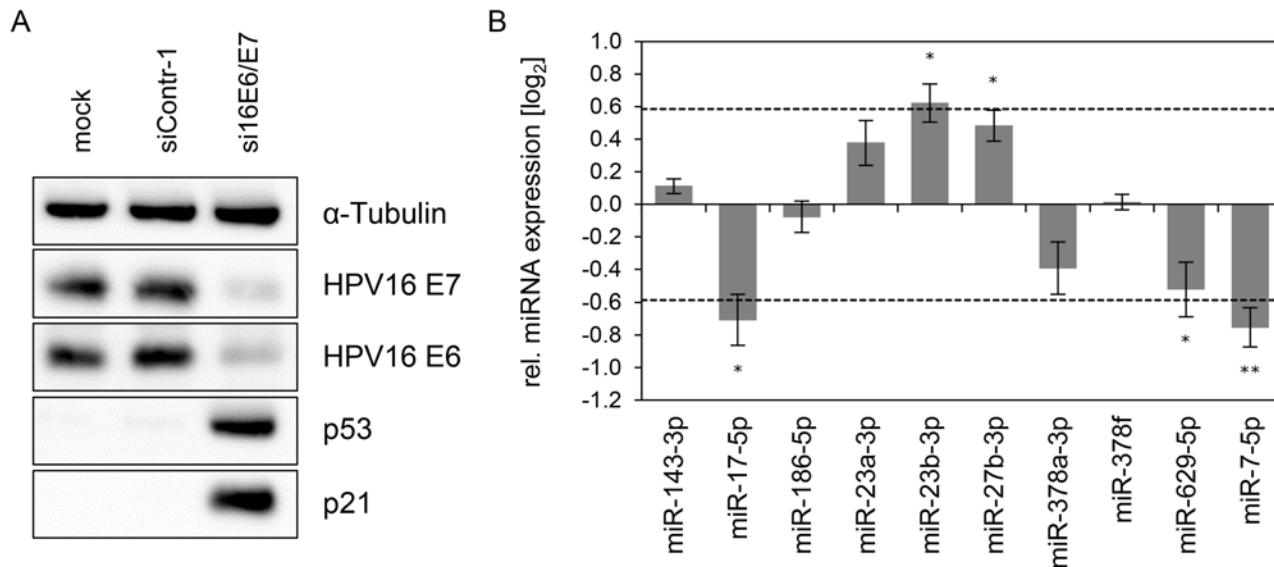 A
mock
siContr-1
si16E6/E7
α-Tubulin
HPV16 E7
HPV16 E6
p53
p21
B
rel. miRNA expression [log2]
1.0
0.8
0.6
0.4
0.2
0.0
-0.2
-0.4
-0.6
-0.8
-1.0
-1.2
*
*
*
*
**
miR-143-3p
miR-17-5p
miR-186-5p
miR-23a-3p
miR-23b-3p
miR-27b-3p
miR-378a-3p
miR-378f
miR-629-5p
miR-7-5p